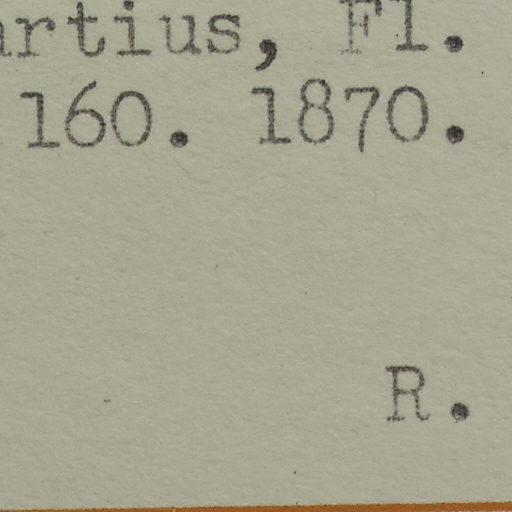 artius, Fl.
160. 1870.
R.